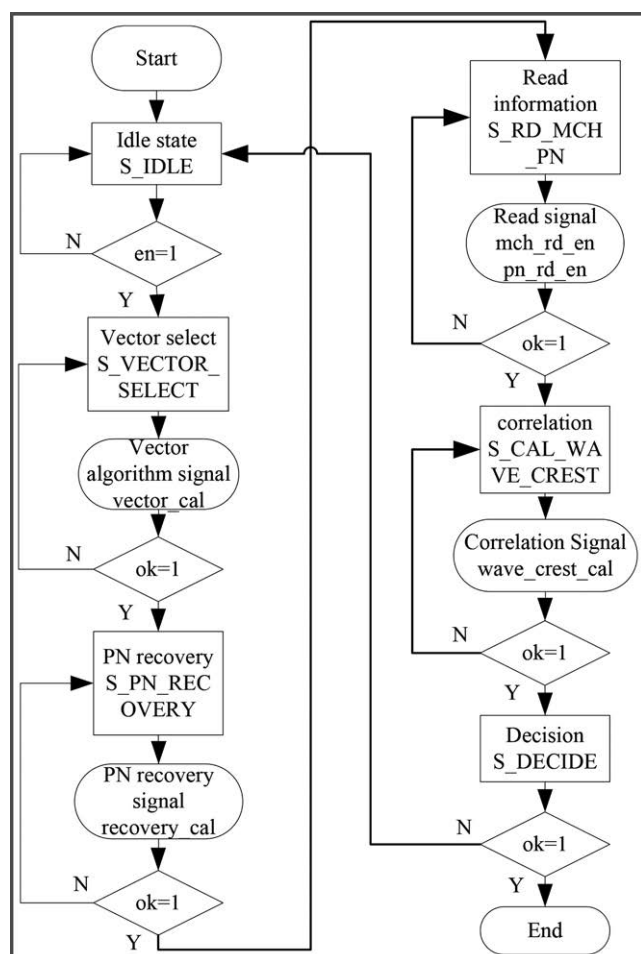 Start
Idle state
S_IDLE
N
en=1
Y
Vector select
S_VECTOR_
SELECT
Vector
algorithm signal
vector_cal
N
ok=1
Y
PN recovery
S_PN_REC
OVERY
PN recovery
signal
recovery_cal
N
ok=1
Y
Read
information
S_RD_MCH
_PN
Read signal
mch_rd_en
pn_rd_en
N
ok=1
Y
correlation
S_CAL_WA
VE_CREST
Correlation Signal
wave_crest_cal
N
ok=1
Y
Decision
S_DECIDE
N
ok=1
Y
End